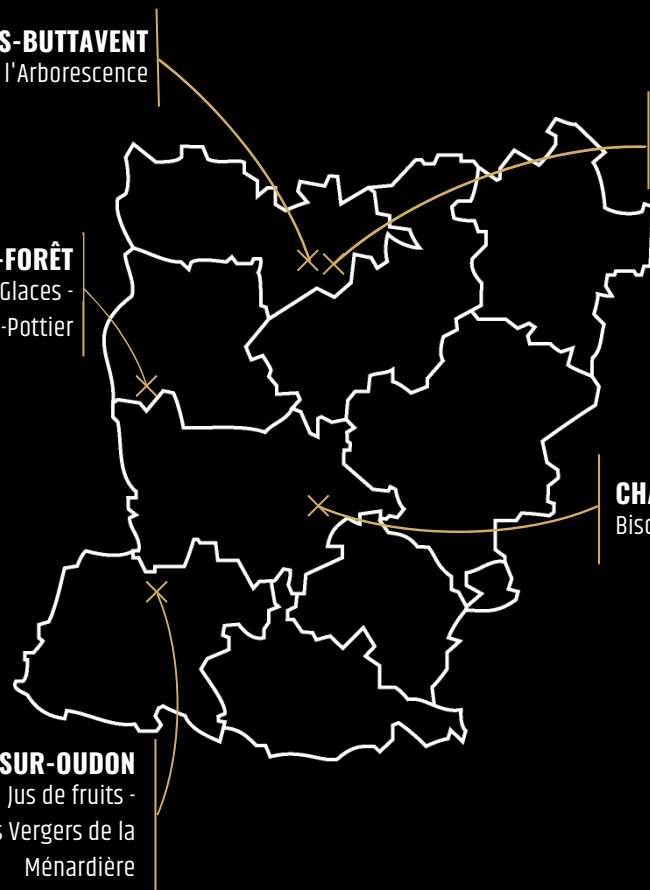 S-BUTTAVENT
l'Arborescence
-FORÊT
Glaces -
-Pottier
CHA
Bisc
SUR-OUDON
Jus de fruits -
s Vergers de la
Ménardière